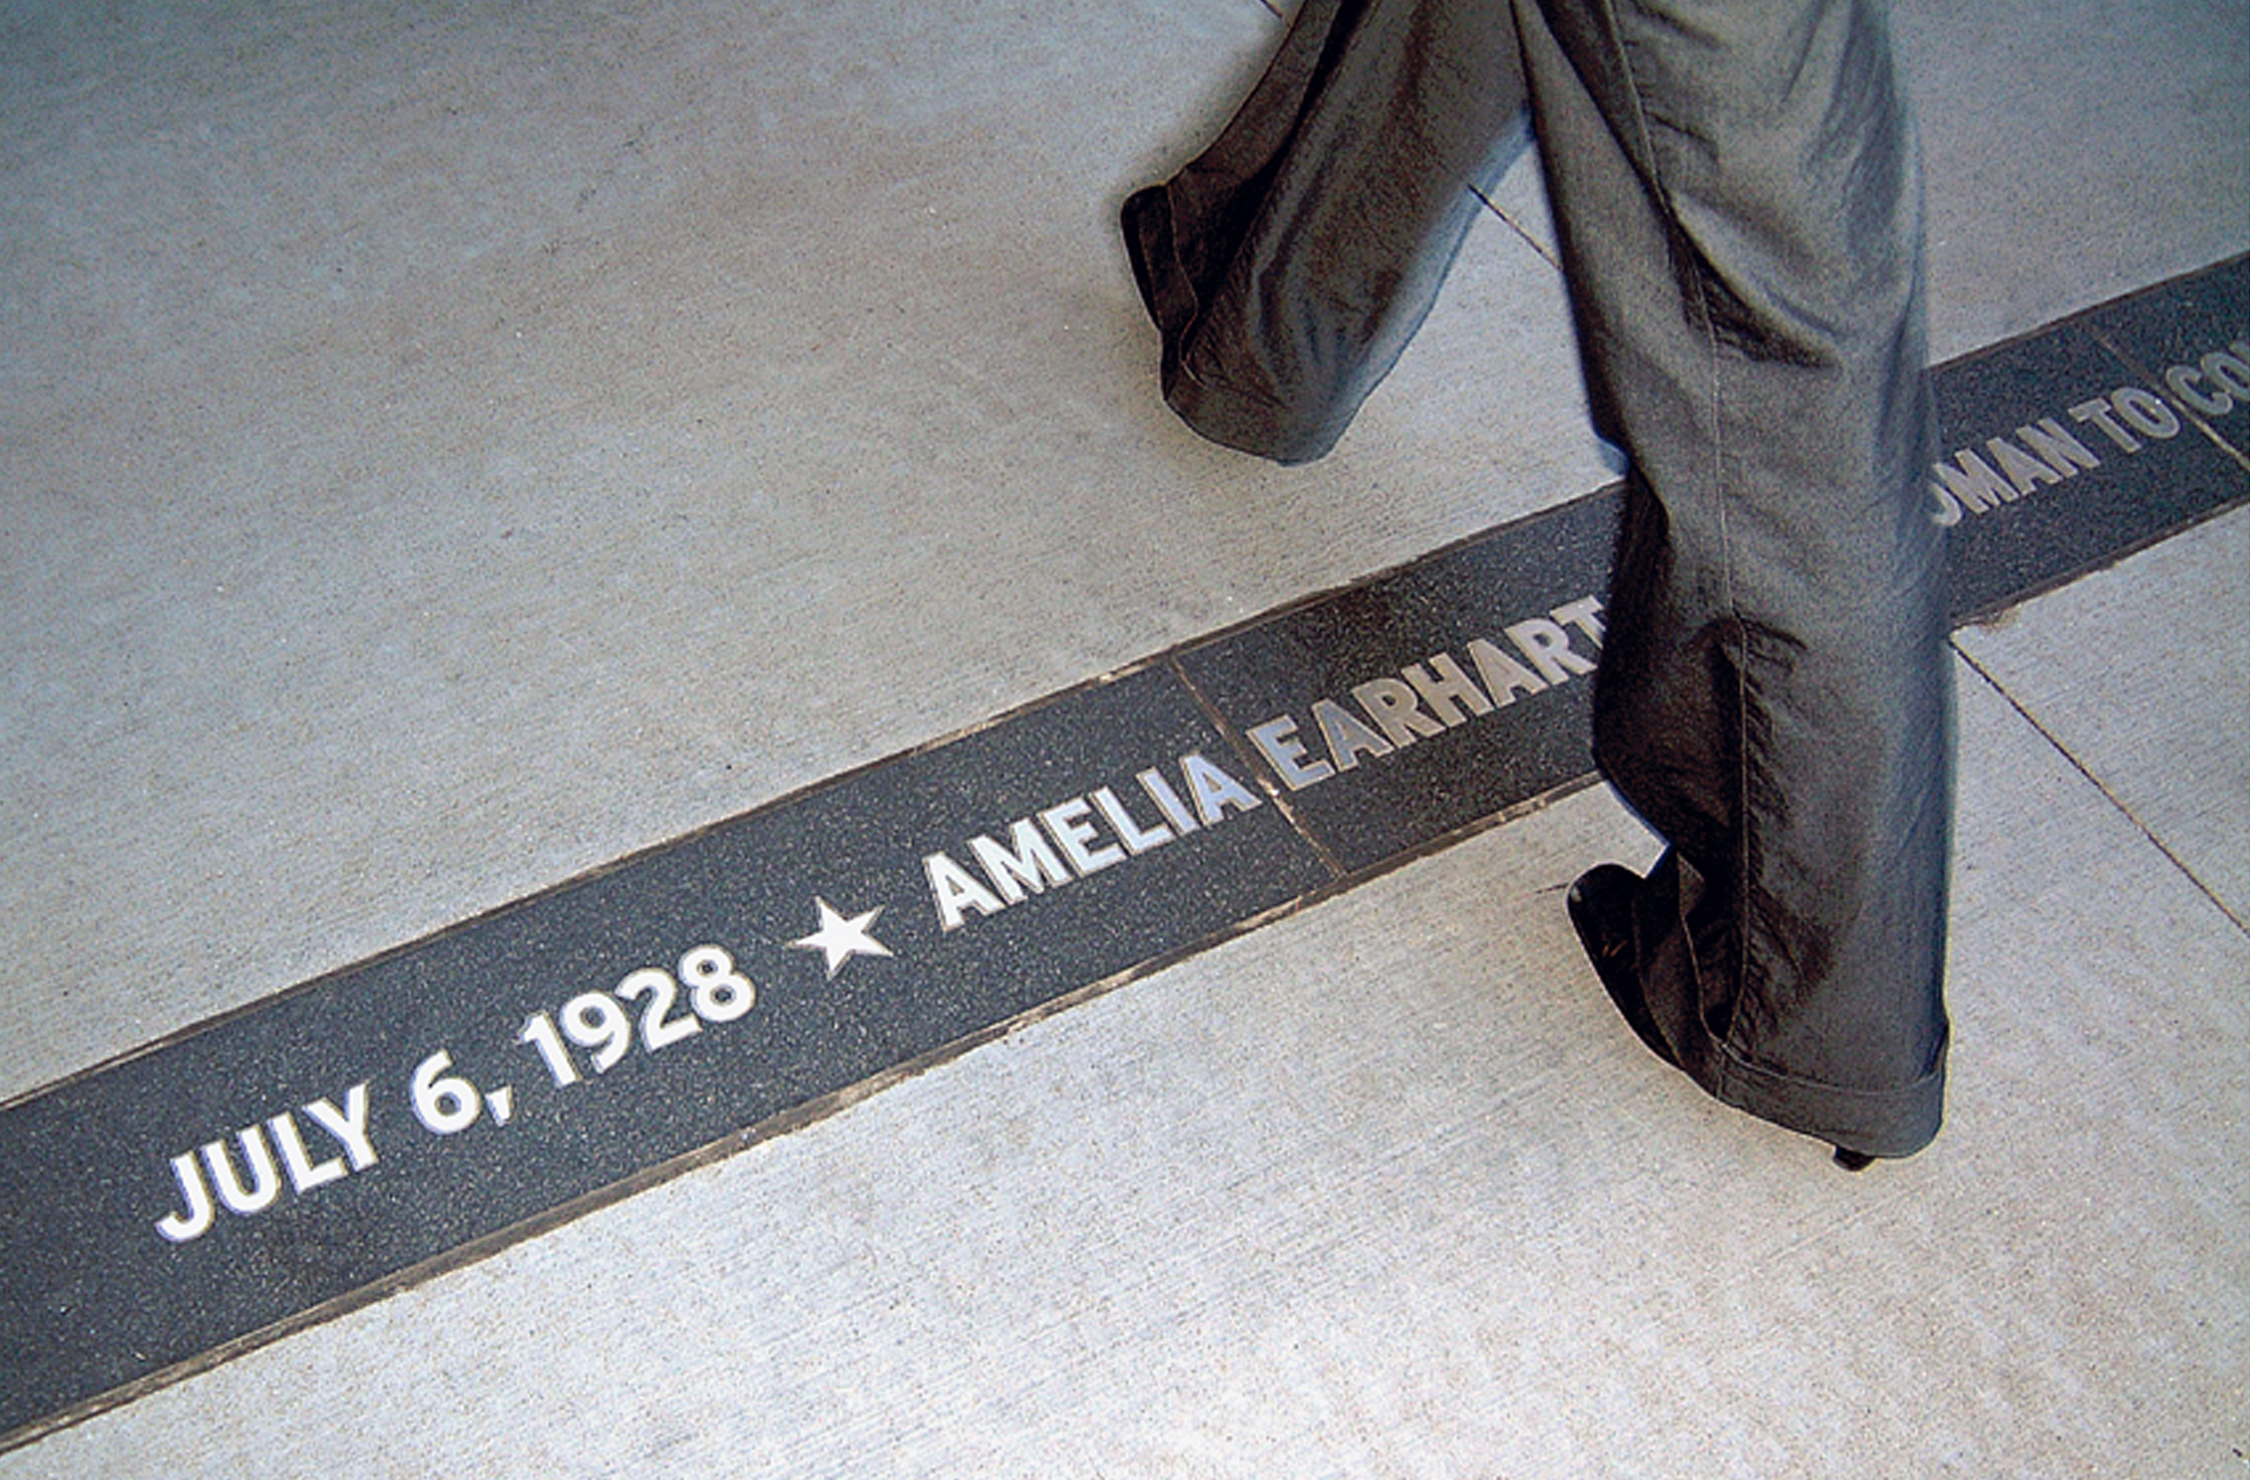 JULY 6, 1928 ★ AMELIA EARHART OMAN TO CO